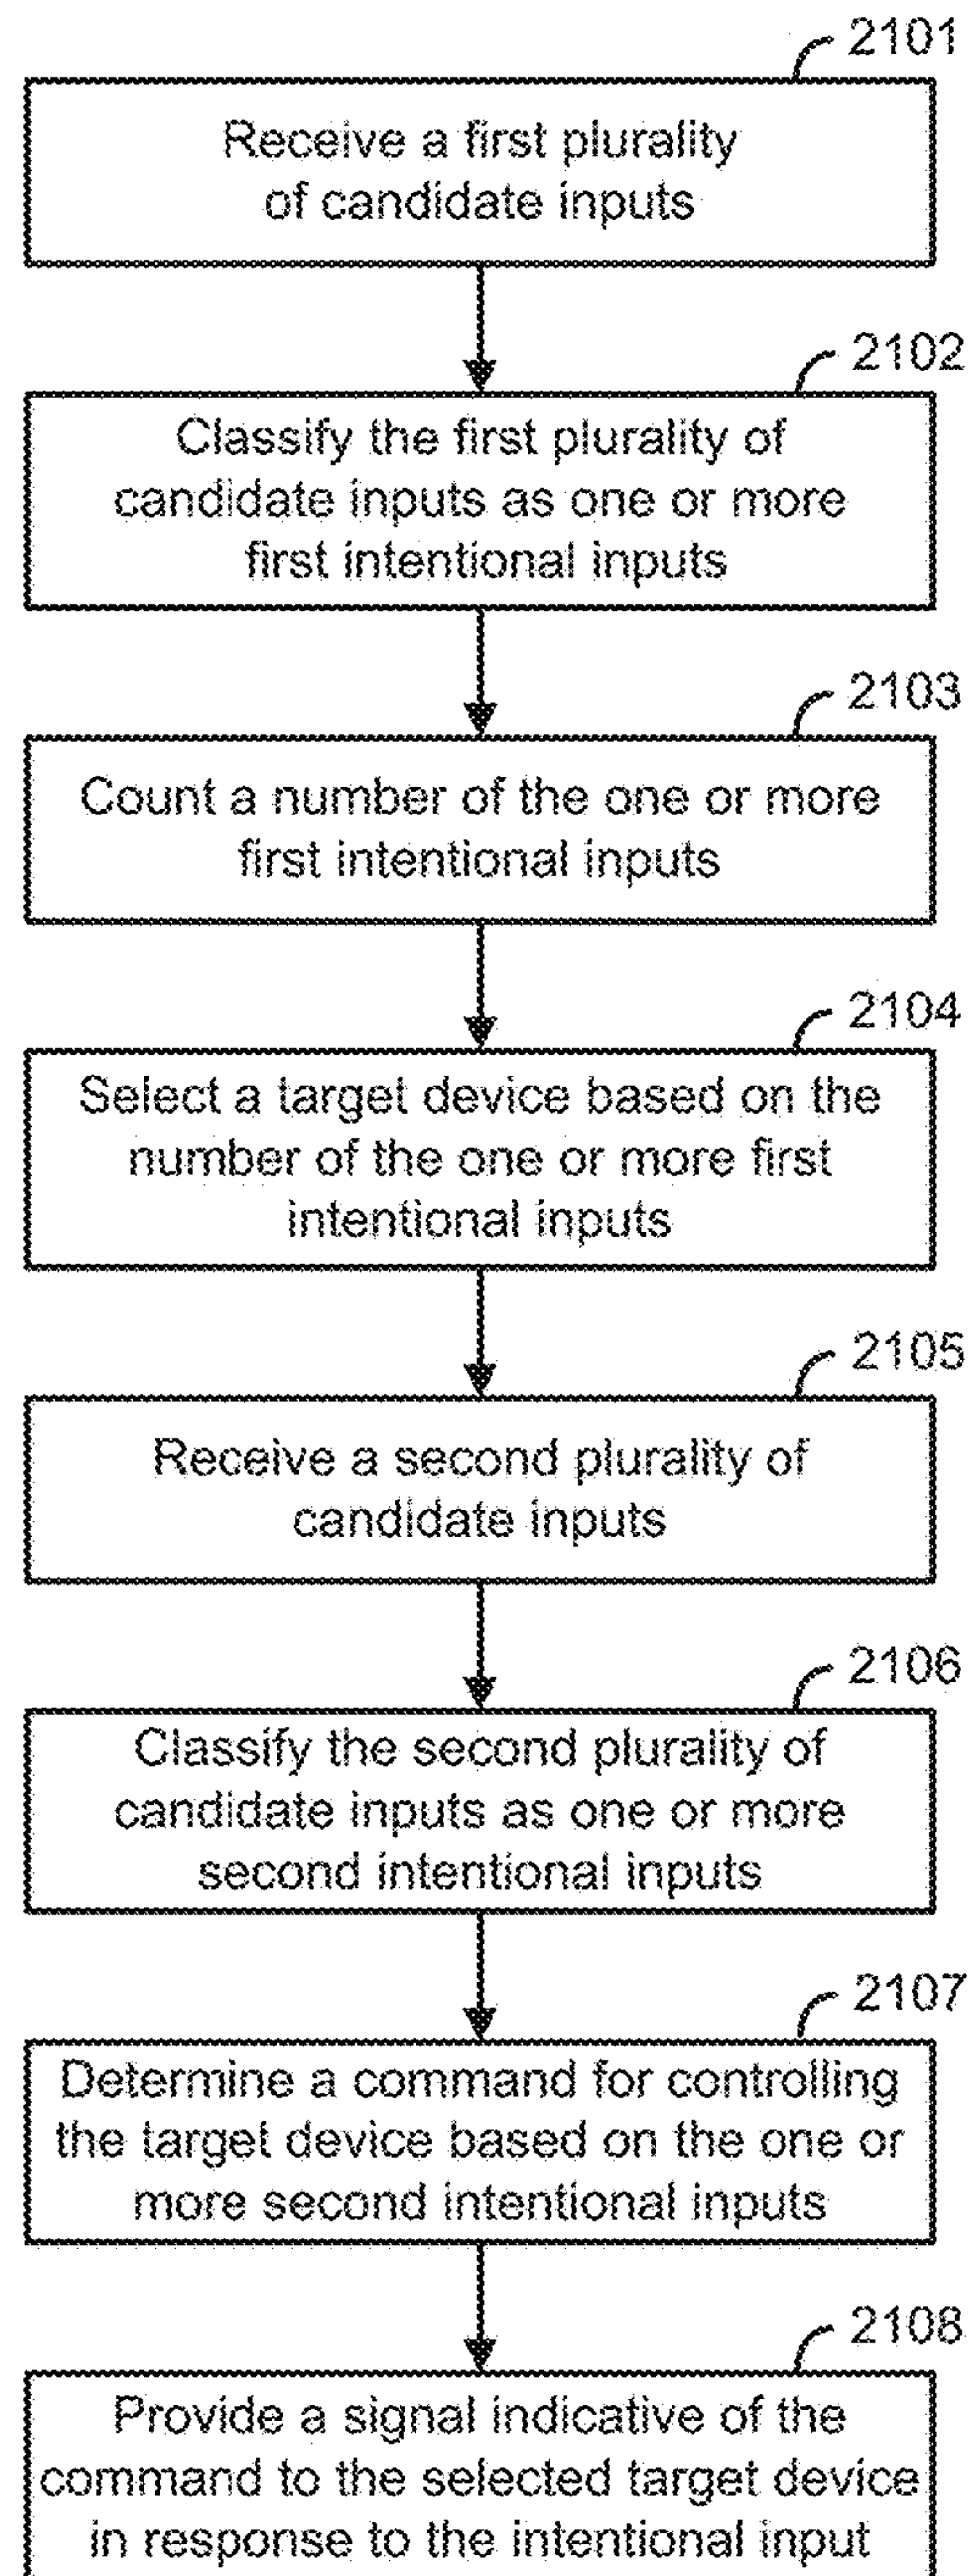 2101
Receive a first plurality
of candidate inputs
2102
Classify the first plurality of
candidate inputs as one or more
first intentional inputs
2103
Count a number of the one or more
first intentional inputs
2104
Select a target device based on the
number of the one or more first
intentional inputs
2105
Receive a second plurality of
candidate inputs
2106
Classify the second plurality of
candidate inputs as one or more
second intentional inputs
2107
Determine a command for controlling
the target device based on the one or
more second intentional inputs
2108
Provide a signal indicative of the
command to the selected target device
in response to the intentional input